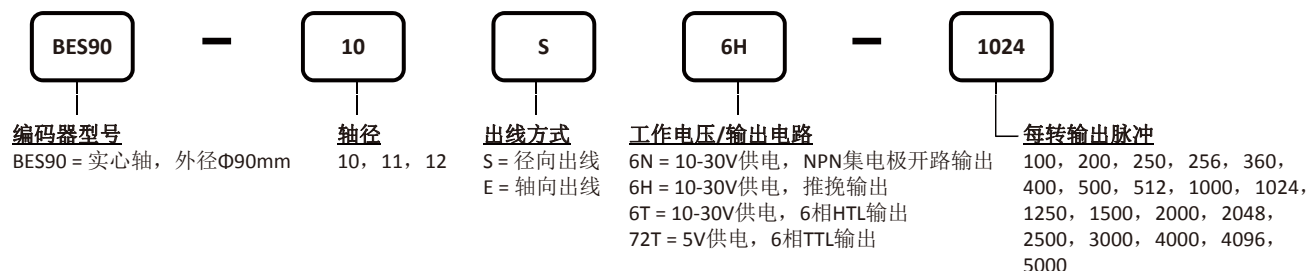 BES90 — 10 S 6H — 1024
编码器型号
BES90 = 实心轴，外径Φ90mm
轴径
10，11，12
出线方式
S = 径向出线
E = 轴向出线
工作电压/输出电路
6N = 10-30V供电，NPN集电极开路输出
6H = 10-30V供电，推挽输出
6T = 10-30V供电，6相HTL输出
72T = 5V供电，6相TTL输出
每转输出脉冲
100，200，250，256，360，
400，500，512，1000，1024，
1250，1500，2000，2048，
2500，3000，4000，4096，
5000